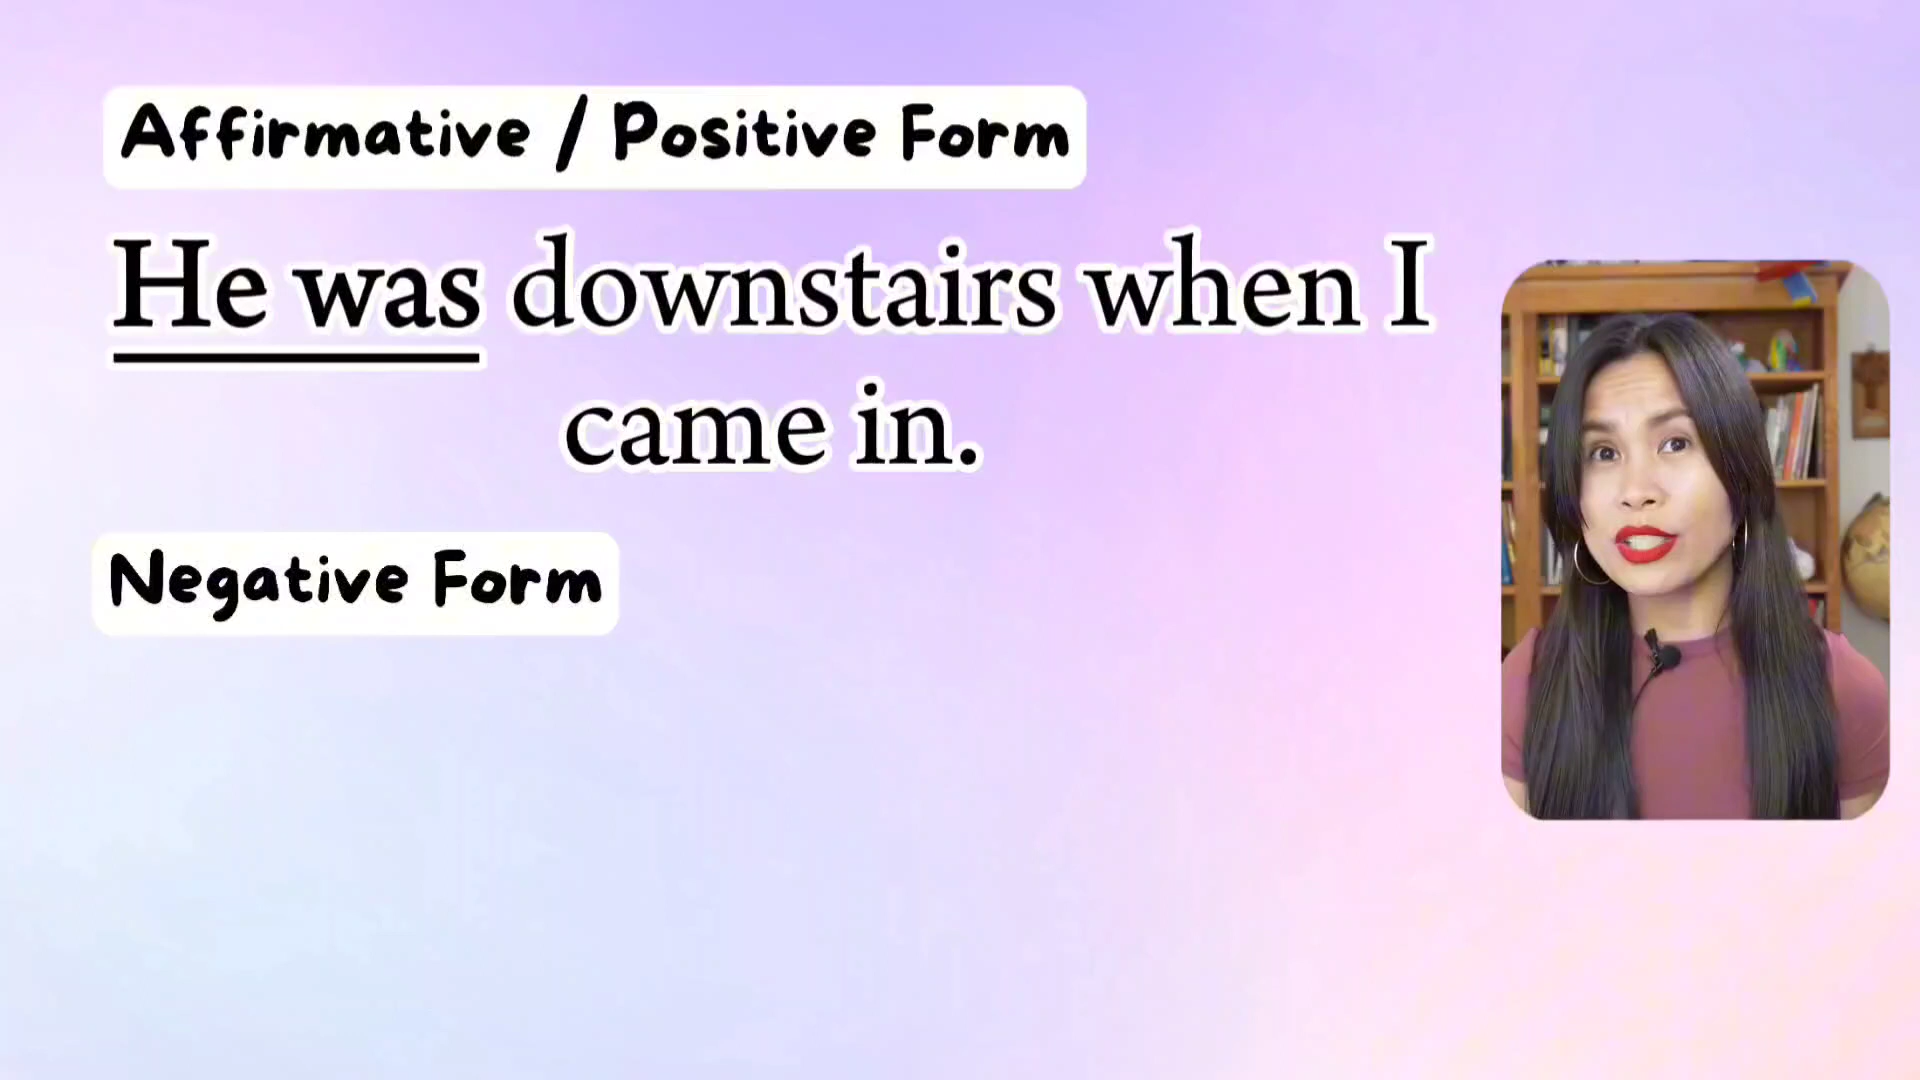 Affirmative / Positive Form
He was downstairs when I
came in.
Negative Form